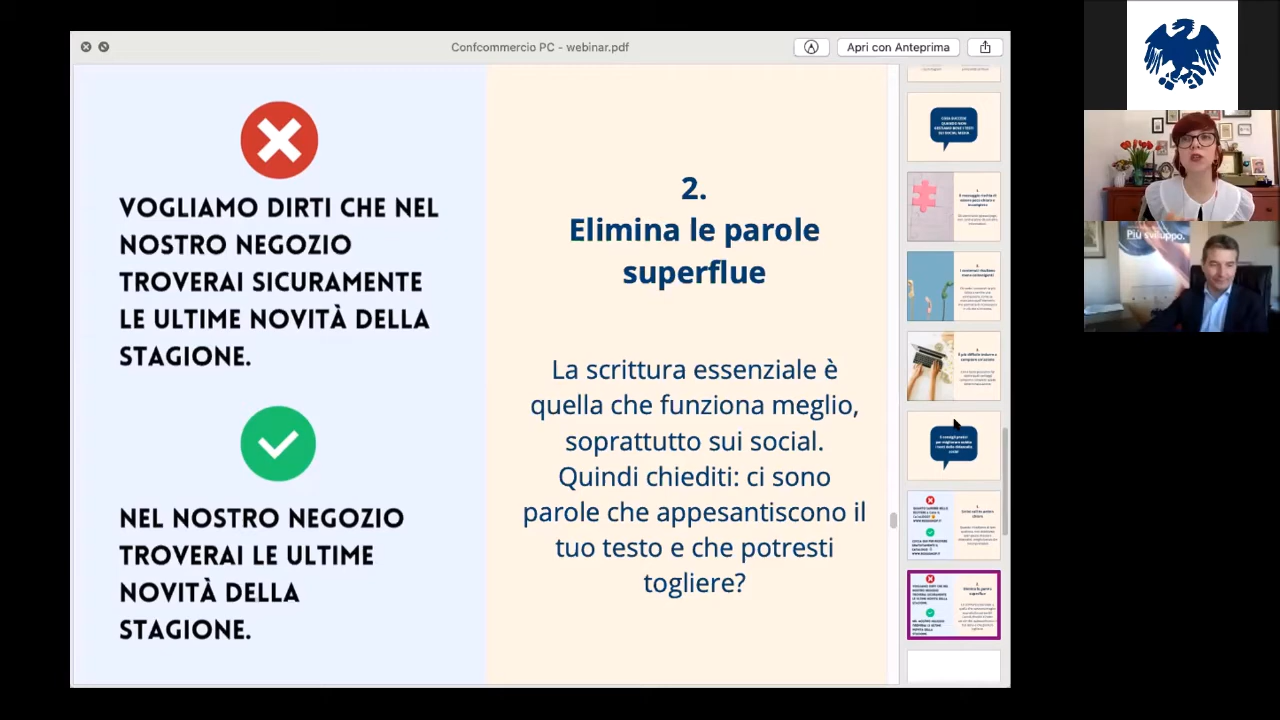 Confcommercio PC - webinar.pdf
Apri con Anteprima
VOGLIAMO DIRTI CHE NEL
NOSTRO NEGOZIO
TROVERAI SICURAMENTE
LE ULTIME NOVITÀ DELLA
STAGIONE.
NEL NOSTRO NEGOZIO
TROVERAI LE ULTIME
NOVITÀ DELLA
STAGIONE.
2.
Elimina le parole
superflue
La scrittura essenziale è
quella che funziona meglio,
soprattutto sui social.
Quindi chiediti: ci sono
parole che appesantiscono il
tuo testo e che potresti
togliere?
Più sviluppo.